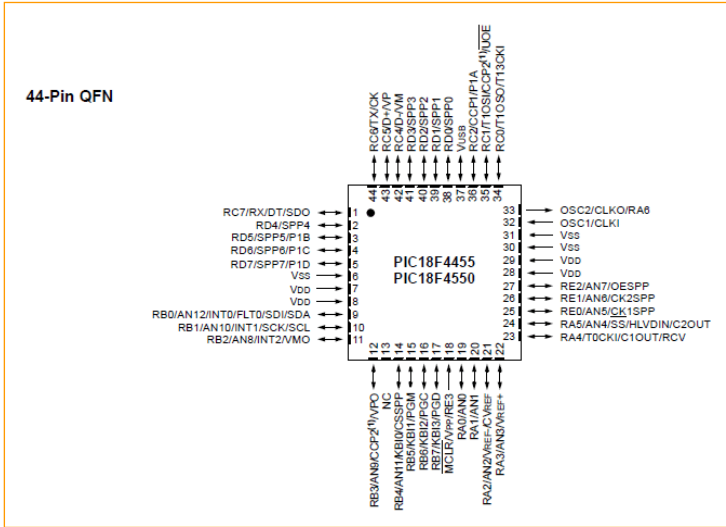 44-Pin QFN
RC6/TX/CK
RC5/D+/VP
RC4/D-/VM
RD3/SPP3
RD2/SPP2
RD1/SPP1
RD0/SPP0
VUSB
RC2/CCP1/P1A
RC1/T1OSI/CCP2(1)/UOE
RC0/T1OSO/T13CKI
44
43
42
41
40
39
38
37
36
35
34
RC7/RX/DT/SDO 1
RD4/SPP4 2
RD5/SPP5/P1B 3
RD6/SPP6/P1C 4
RD7/SPP7/P1D 5
VSS 6
VDD 7
VDD 8
RB0/AN12/INT0/FLT0/SDI/SDA 9
RB1/AN10/INT1/SCK/SCL 10
RB2/AN8/INT2/VMO 11
PIC18F4455
PIC18F4550
33 OSC2/CLKO/RA6
32 OSC1/CLKI
31 VSS
30 VSS
29 VDD
28 VDD
27 RE2/AN7/OESPP
26 RE1/AN6/CK2SPP
25 RE0/AN5/CK1SPP
24 RA5/AN4/SS/HLVDIN/C2OUT
23 RA4/T0CKI/C1OUT/RCV
12
13
14
15
16
17
18
19
20
21
22
RB3/AN9/CCP2(1)/VPO
NC
RB4/AN11/KBI0/CSSPP
RB5/KBI1/PGM
RB6/KBI2/PGC
RB7/KBI3/PGD
MCLR/VPP/RE3
RA0/AN0
RA1/AN1
RA2/AN2/VREF-/CVREF
RA3/AN3/VREF+